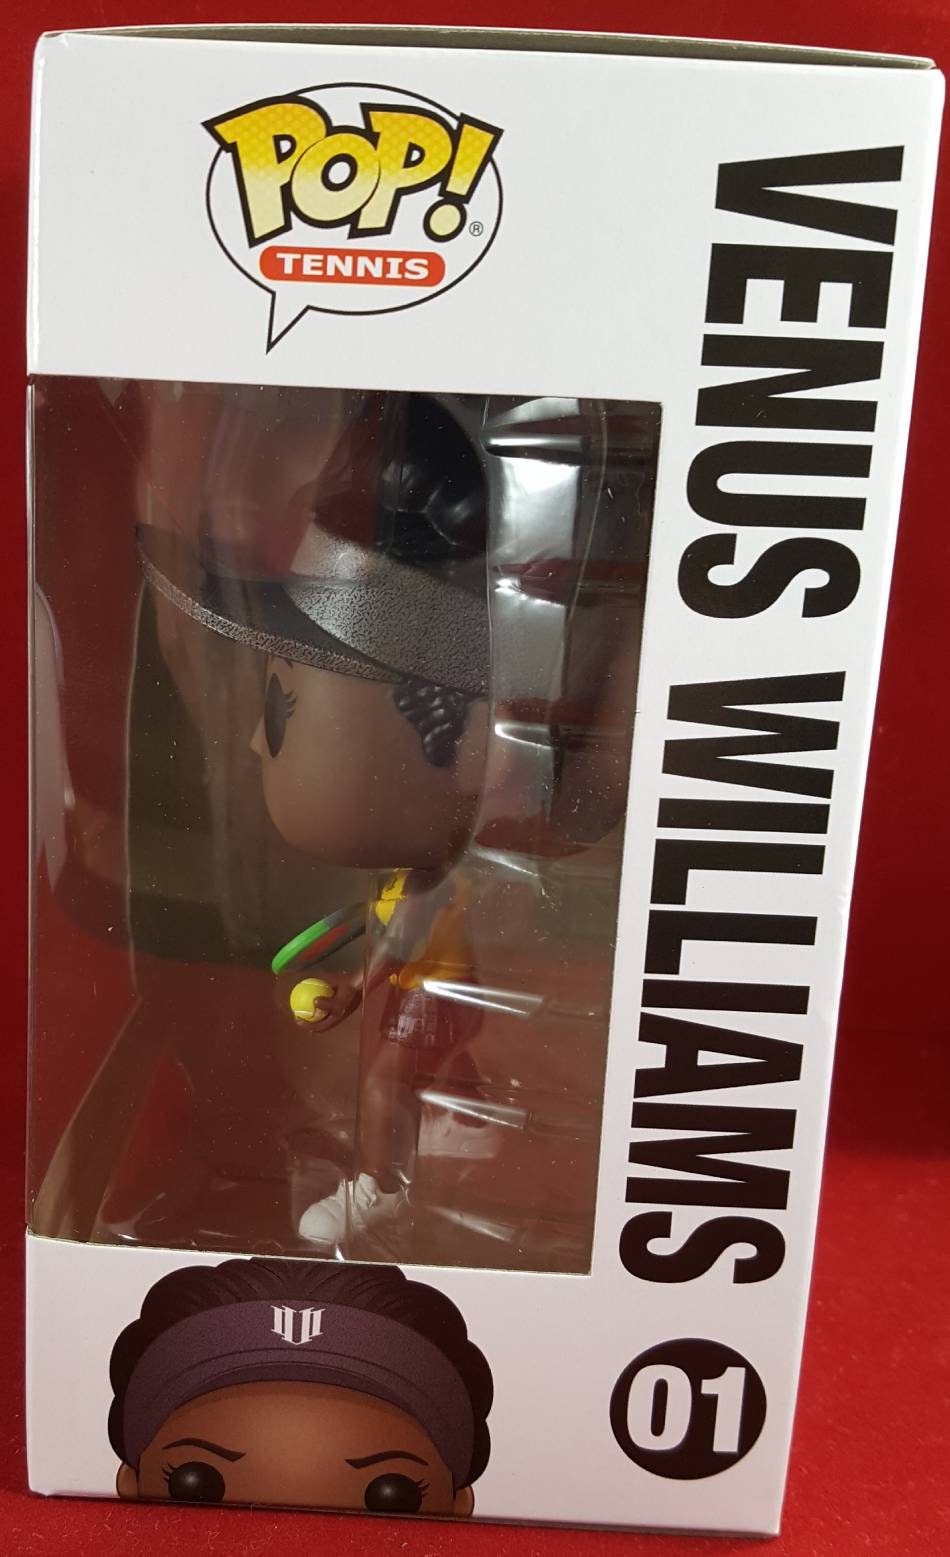 POP!®
TENNIS
VENUS WILLIAMS
01